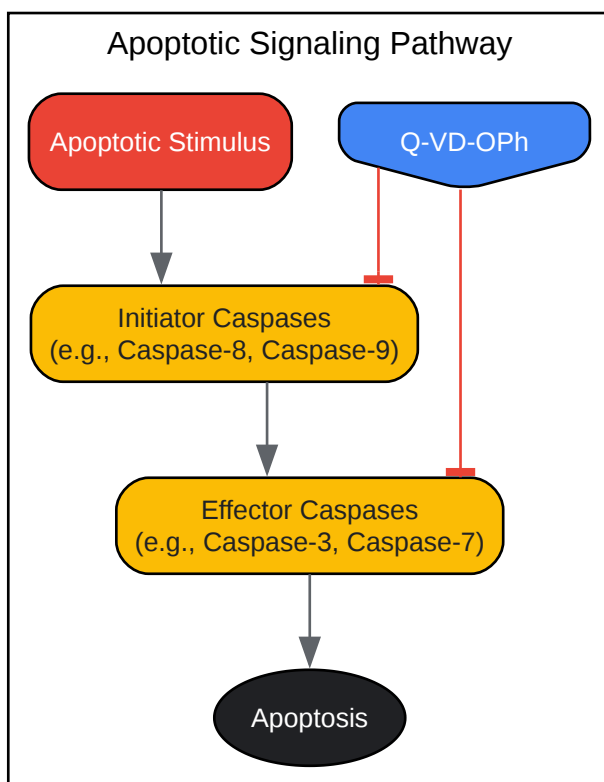 Apoptotic Signaling Pathway
Apoptotic Stimulus
Q-VD-OPh
Initiator Caspases
(e.g., Caspase-8, Caspase-9)
Effector Caspases
(e.g., Caspase-3, Caspase-7)
Apoptosis